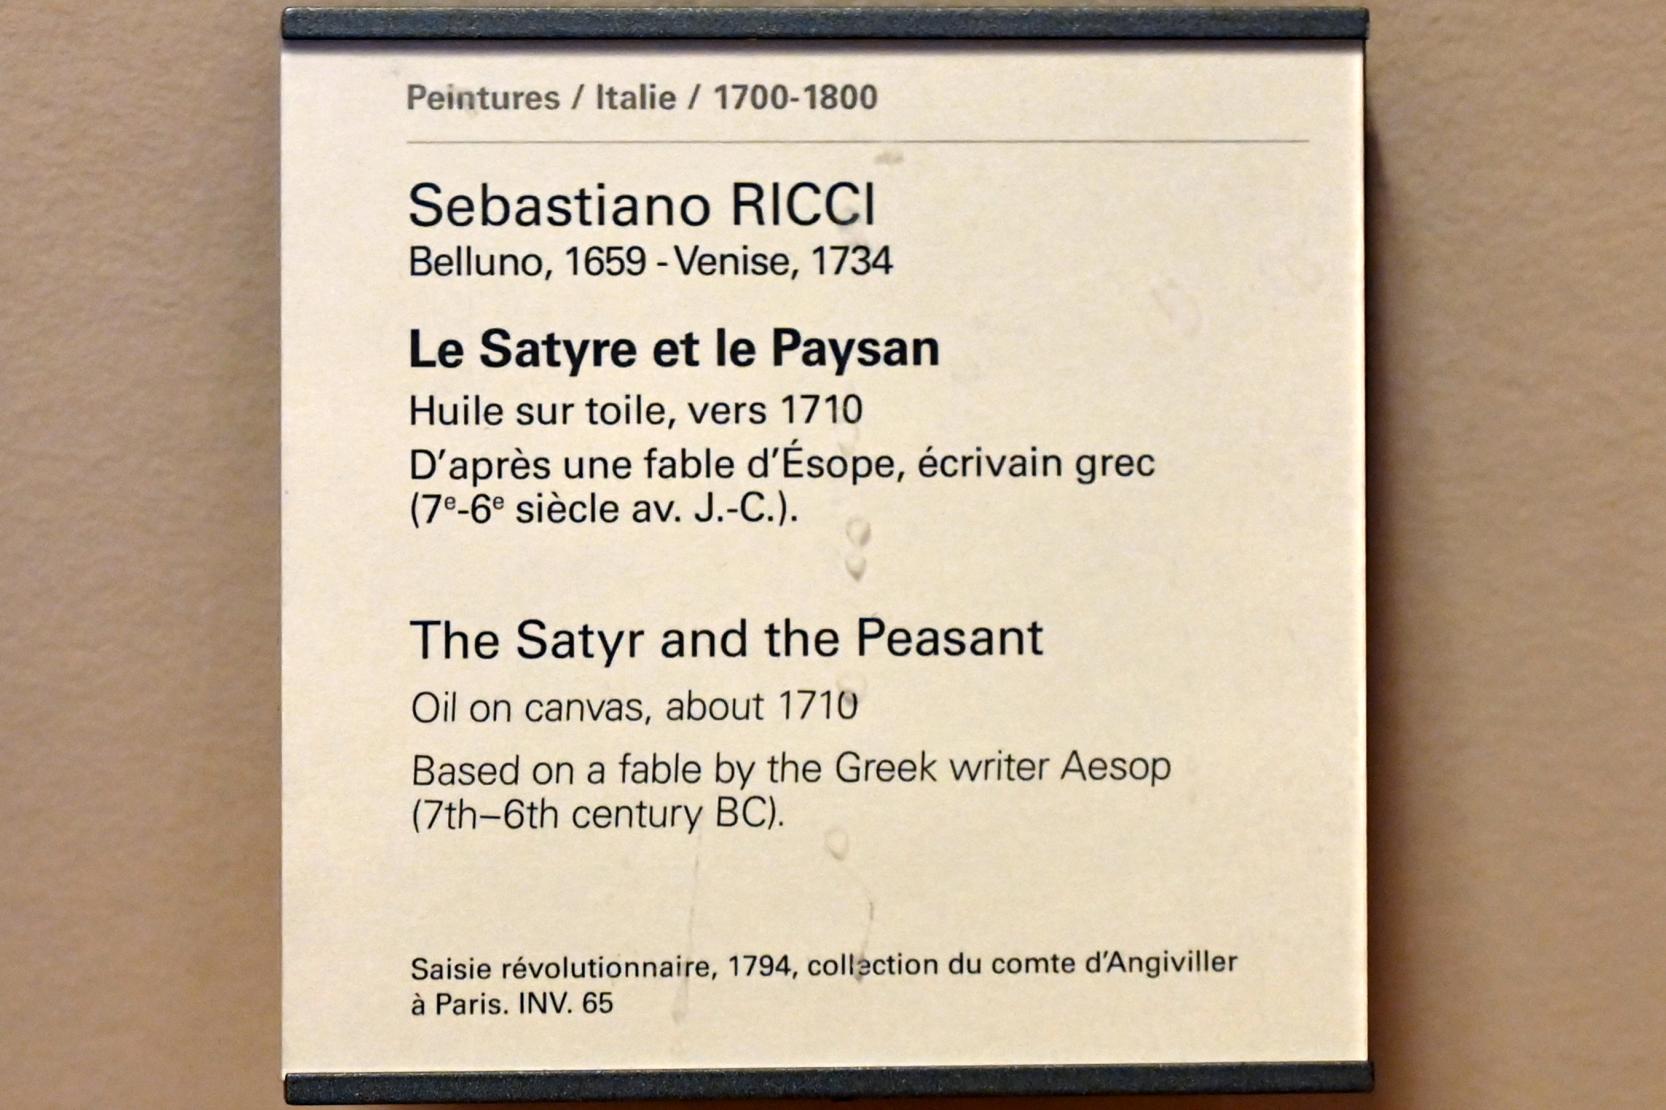 Peintures / Italie / 1700-1800
Sebastiano RICCI
Belluno, 1659 - Venise, 1734
Le Satyre et le Paysan
Huile sur toile, vers 1710
D'après une fable d'Ésope, écrivain grec
(7e-6e siècle av. J.-C.).
The Satyr and the Peasant
Oil on canvas, about 1710
Based on a fable by the Greek writer Aesop
(7th–6th century BC).
Saisie révolutionnaire, 1794, collection du comte d'Angiviller
à Paris. INV. 65